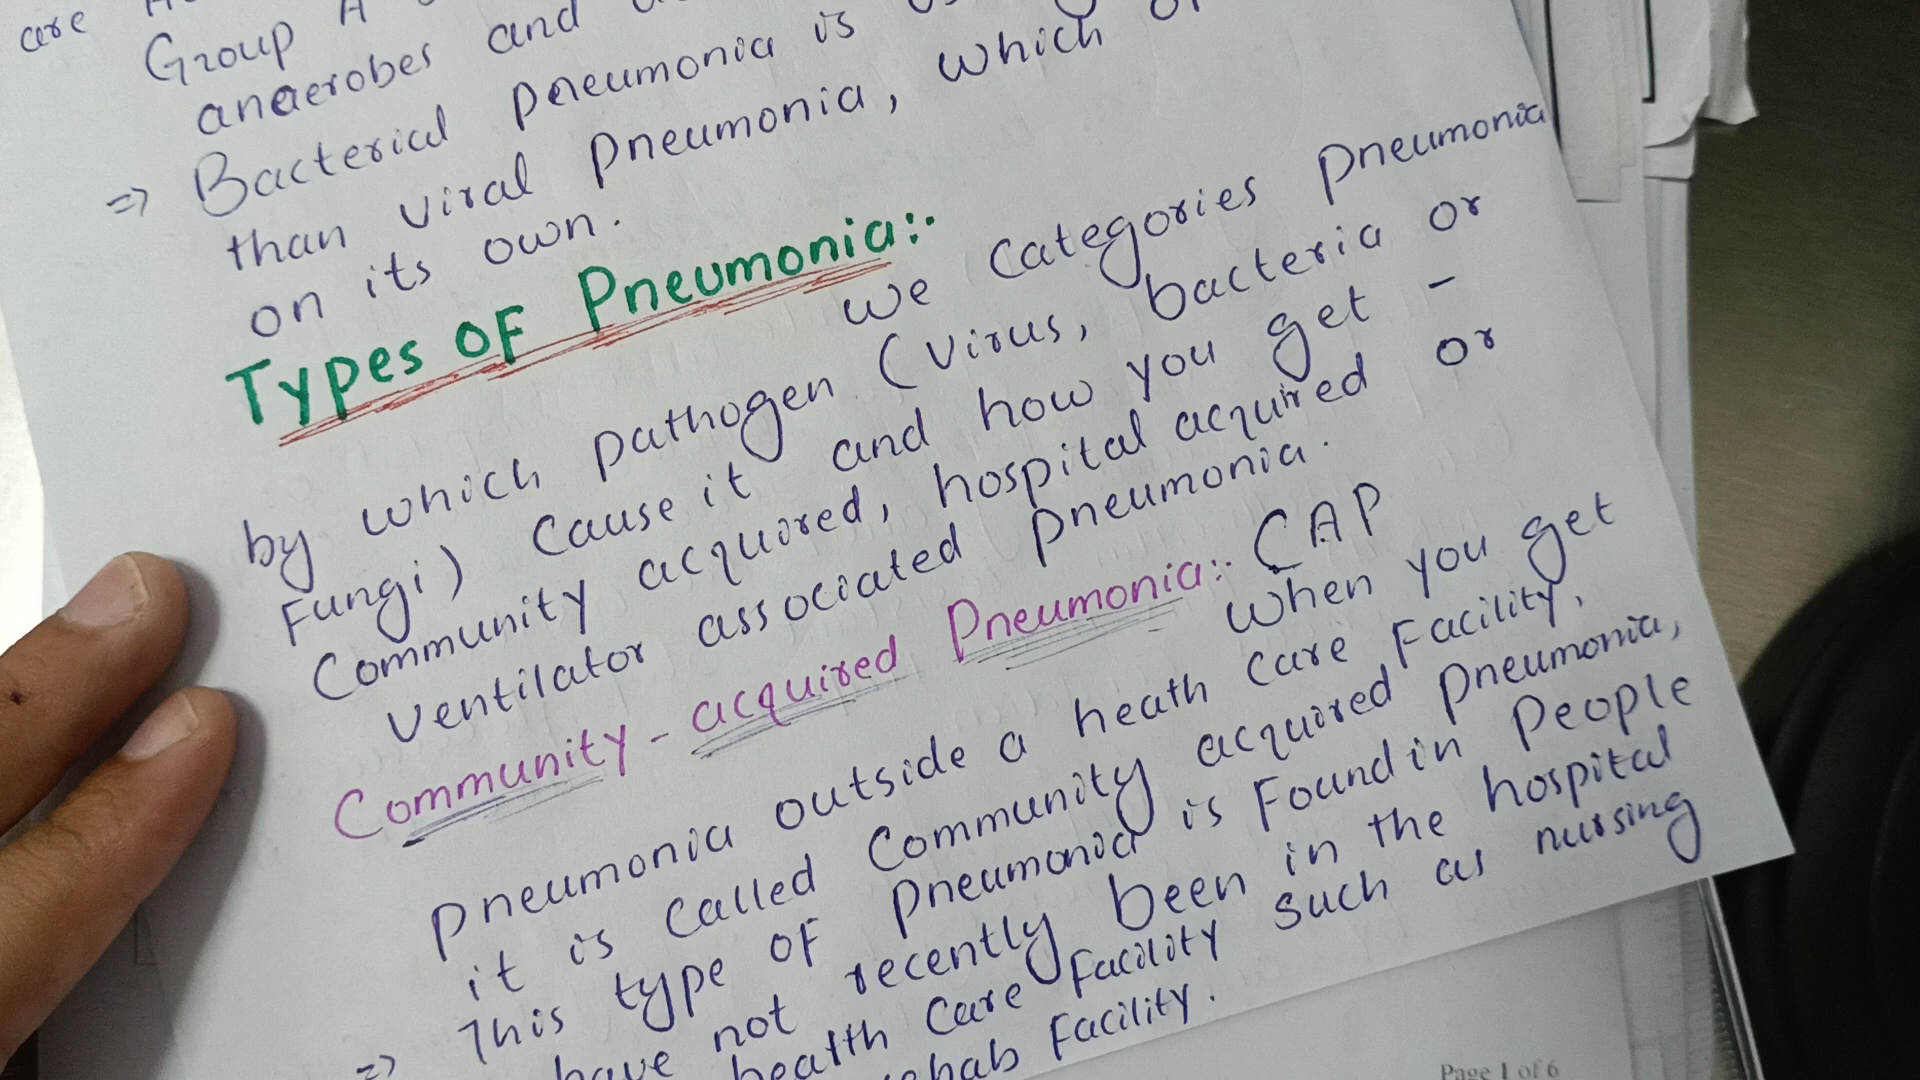 are
Group A
anaerobes and
=> Bacterial pneumonia is
than viral pneumonia, which
on its own.
Types of Pneumonia:-
we categories pneumonia
by which pathogen (virus, bacteria or
Fungi) cause it and how you get -
Community acquired, hospital acquired or
ventilator associated pneumonia.
Community-acquired Pneumonia:- CAP
when you get
pneumonia outside a heath care Facility,
it is called Community acquired pneumonia,
=> This type of pneumonia is Found in people
have not recently been in the hospital
health care Facility such as nursing
rehab Facility.
Page 1 of 6